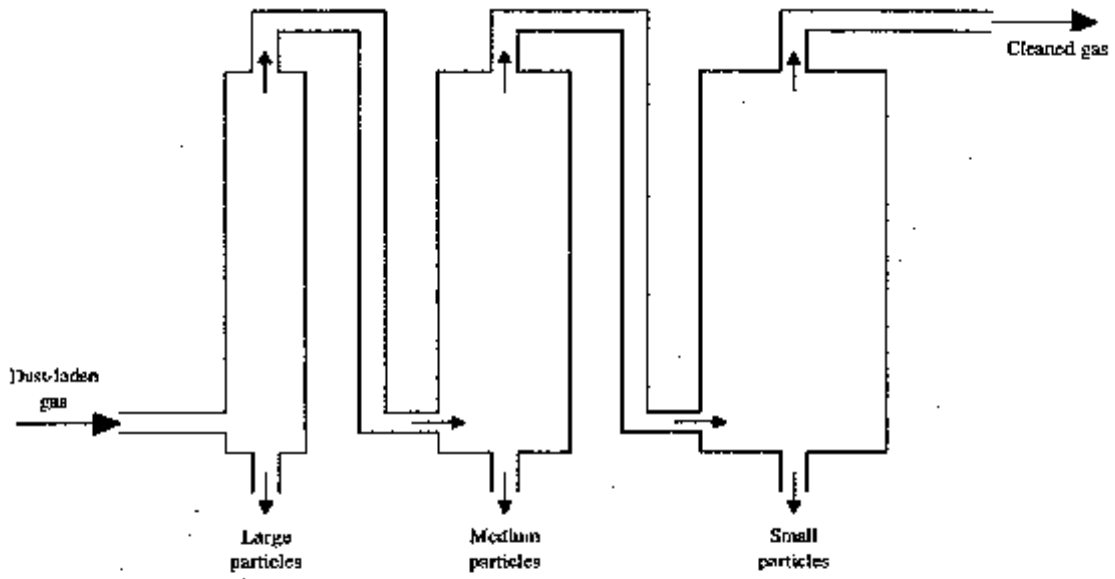 Cleaned gas
Dust-laden
gas
Large
particles
Medium
particles
Small
particles